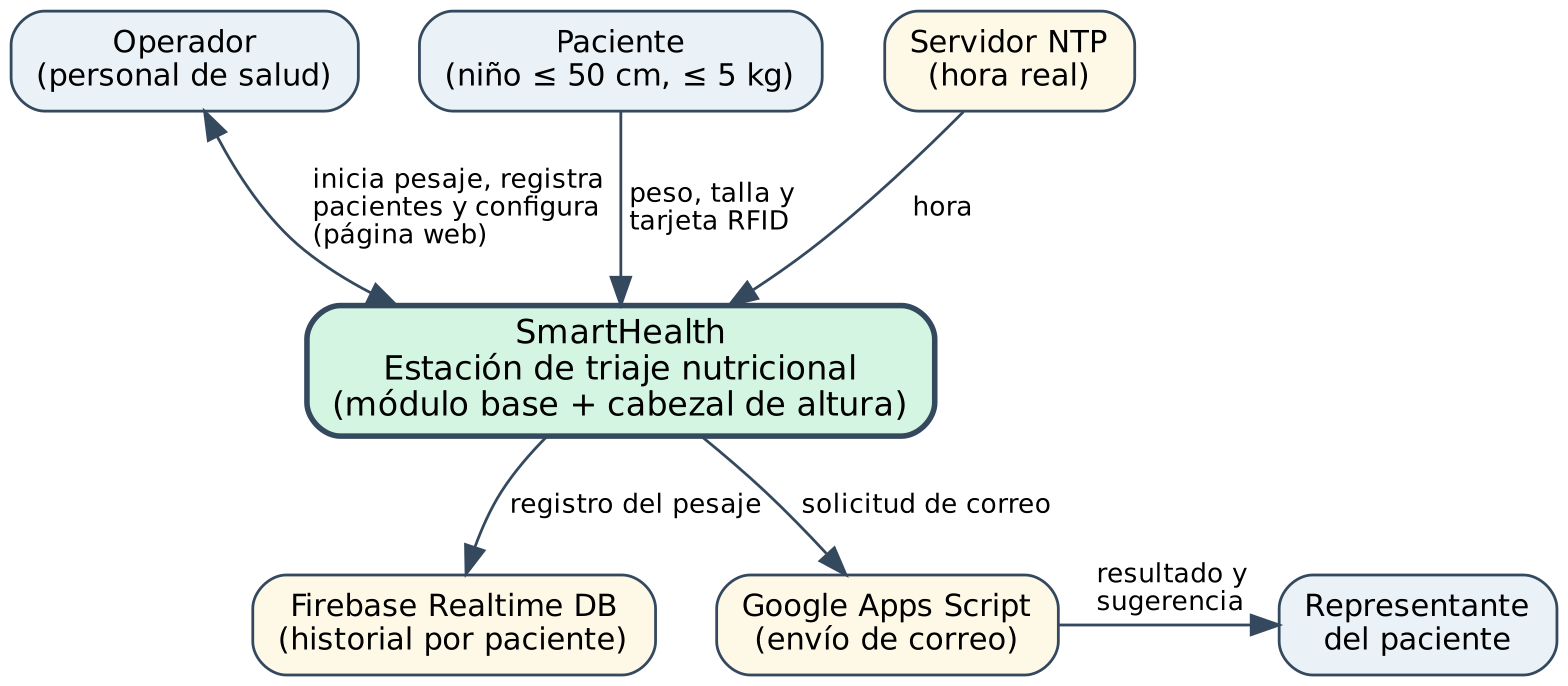 Operador
(personal de salud)
Paciente
(niño ≤ 50 cm, ≤ 5 kg)
Servidor NTP
(hora real)
inicia pesaje, registra
pacientes y configura
(página web)
peso, talla y
tarjeta RFID
hora
SmartHealth
Estación de triaje nutricional
(módulo base + cabezal de altura)
registro del pesaje
solicitud de correo
Firebase Realtime DB
(historial por paciente)
Google Apps Script
(envío de correo)
resultado y
sugerencia
Representante
del paciente